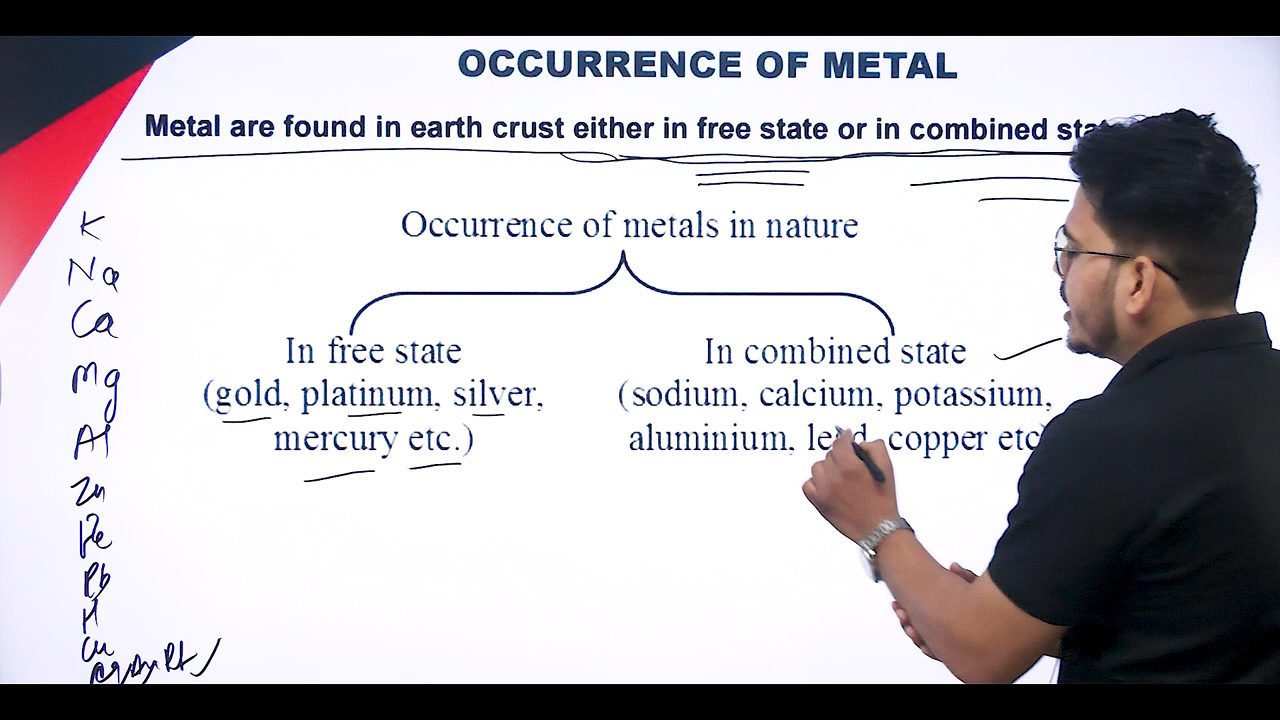 OCCURRENCE OF METAL
Metal are found in earth crust either in free state or in combined
Occurrence of metals in nature
In free state
(gold, platinum, silver,
mercury etc.)
In combined state
(sodium, calcium, potassium,
aluminium, lead, copper etc
K
Na
Ca
Mg
Al
Zn
Fe
Pb
H
Cu